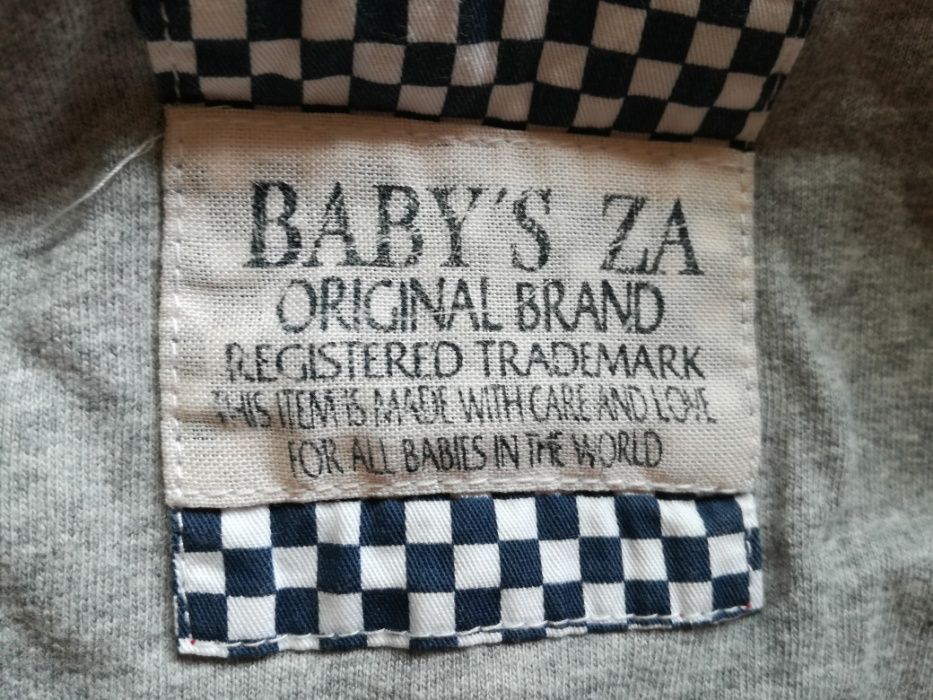 BABY'S ZA
ORIGINAL BRAND
REGISTERED TRADEMARK
THIS ITEM IS MADE WITH CARE AND LOVE
FOR ALL BABIES IN THE WORLD